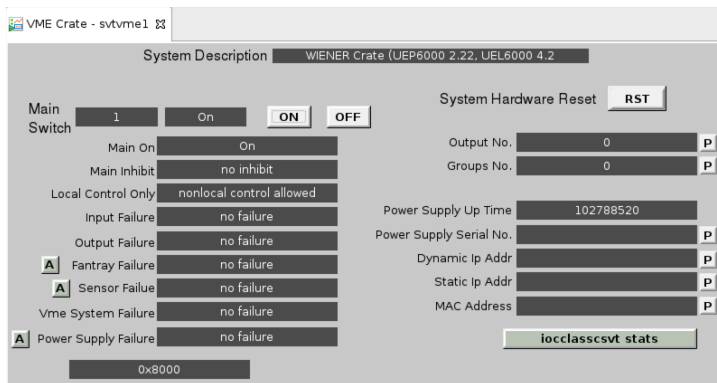 VME Crate - svtvme1
System Description WIENER Crate (UEP6000 2.22, UEL6000 4.2
Main Switch 1 On ON OFF
System Hardware Reset RST
Main On On
Main Inhibit no inhibit
Local Control Only nonlocal control allowed
Input Failure no failure
Output Failure no failure
A Fantray Failure no failure
A Sensor Failue no failure
Vme System Failure no failure
A Power Supply Failure no failure
0x8000
Output No. 0 P
Groups No. 0 P
Power Supply Up Time 102788520
Power Supply Serial No. P
Dynamic Ip Addr P
Static Ip Addr P
MAC Address P
iocclasscsvt stats